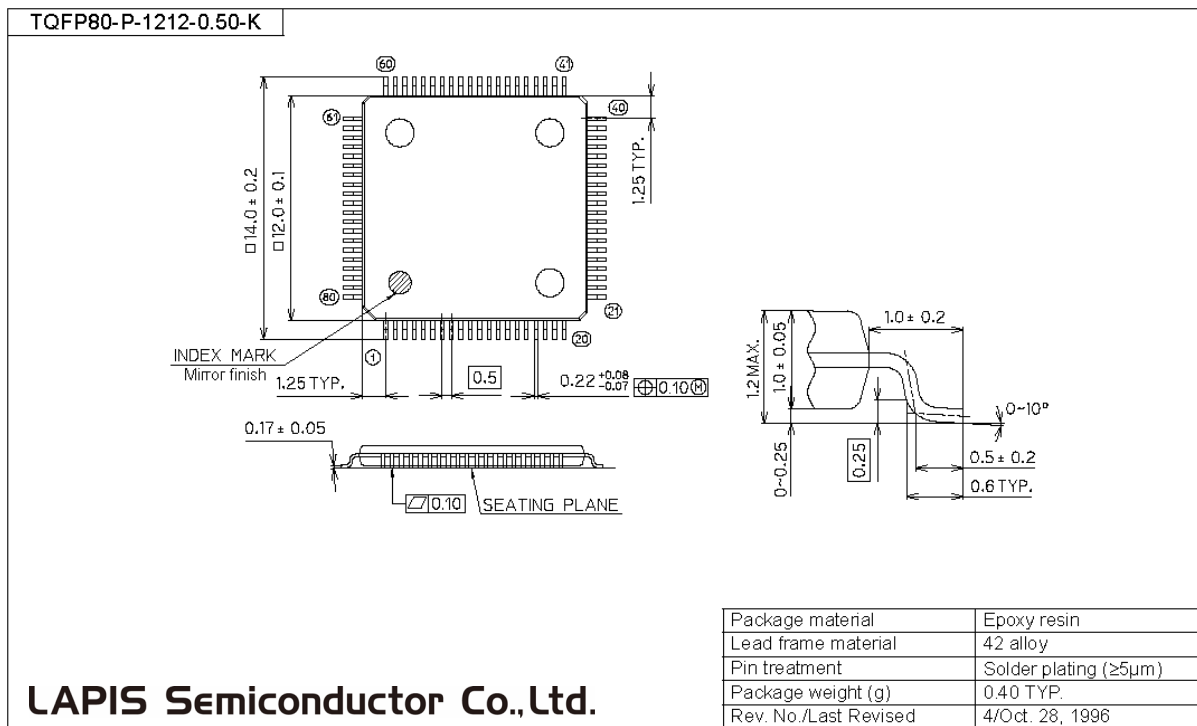 TQFP80-P-1212-0.50-K
60
41
61
40
1.25 TYP.
□14.0 ± 0.2
□12.0 ± 0.1
80
21
1
20
INDEX MARK
Mirror finish
1.25 TYP.
0.5
0.22 +0.08 -0.07
⌖ 0.10 Ⓜ
0.17 ± 0.05
▱ 0.10
SEATING PLANE
1.0 ± 0.2
1.2 MAX.
1.0 ± 0.05
0~0.25
0.25
0~10°
0.5 ± 0.2
0.6 TYP.
Package material Epoxy resin
Lead frame material 42 alloy
Pin treatment Solder plating (≥5μm)
Package weight (g) 0.40 TYP.
Rev. No./Last Revised 4/Oct. 28, 1996
LAPIS Semiconductor Co.,Ltd.